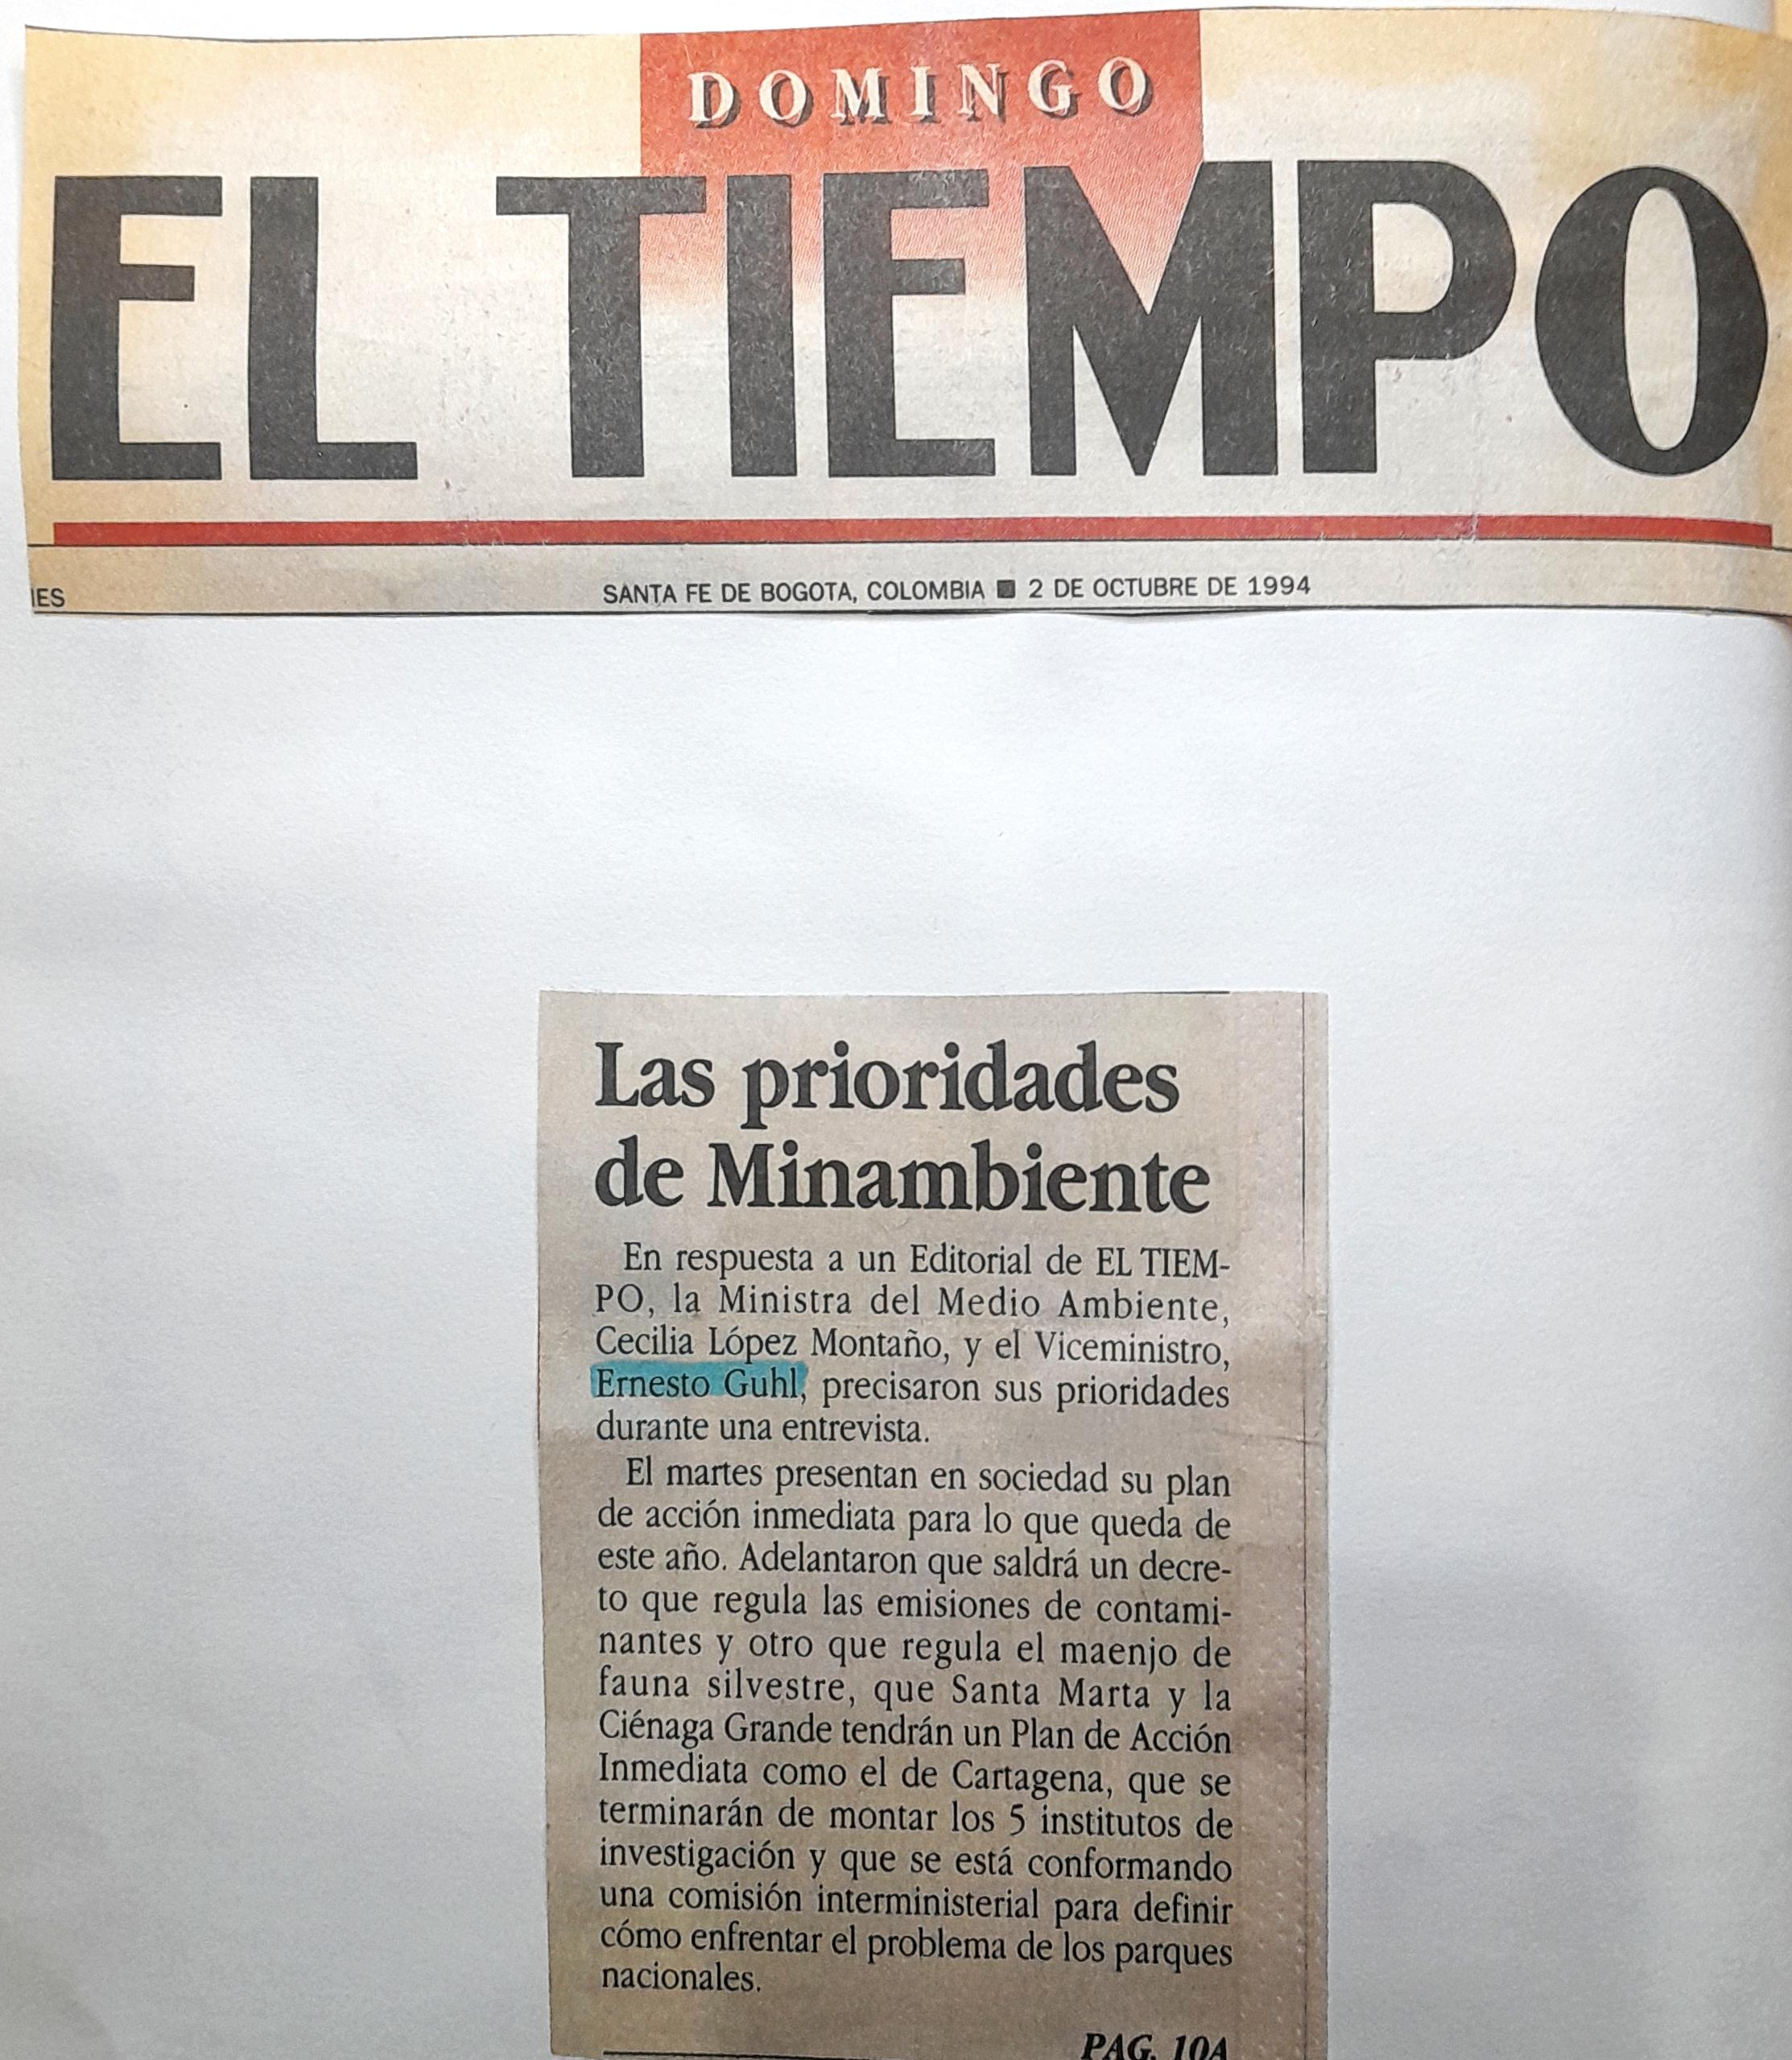 DOMINGO
EL TIEMPO
IES
SANTA FE DE BOGOTA, COLOMBIA ■ 2 DE OCTUBRE DE 1994
Las prioridades
de Minambiente
En respuesta a un Editorial de EL TIEM-
PO, la Ministra del Medio Ambiente,
Cecilia López Montaño, y el Viceministro,
Ernesto Guhl, precisaron sus prioridades
durante una entrevista.
El martes presentan en sociedad su plan
de acción inmediata para lo que queda de
este año. Adelantaron que saldrá un decre-
to que regula las emisiones de contami-
nantes y otro que regula el maenjo de
fauna silvestre, que Santa Marta y la
Ciénaga Grande tendrán un Plan de Acción
Inmediata como el de Cartagena, que se
terminarán de montar los 5 institutos de
investigación y que se está conformando
una comisión interministerial para definir
cómo enfrentar el problema de los parques
nacionales.
PAG. 10A